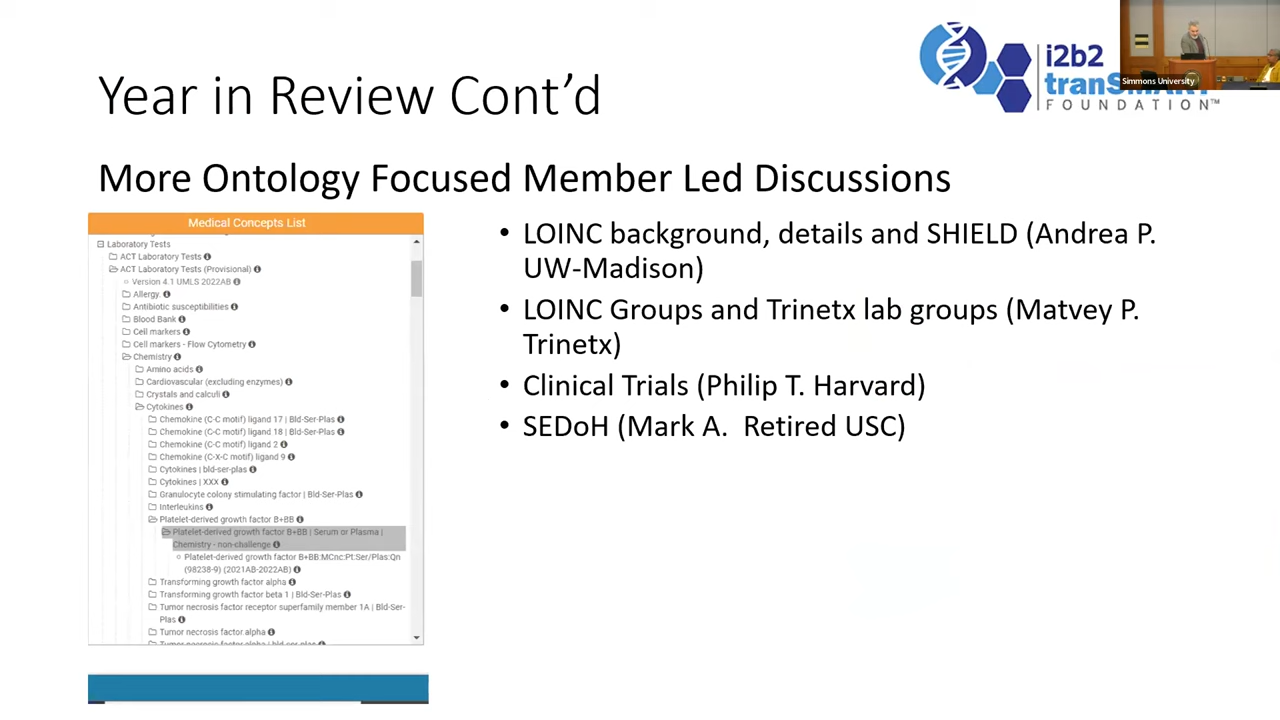 Year in Review Cont’d
i2b2
tranSMART
FOUNDATION™
Simmons University
More Ontology Focused Member Led Discussions
Medical Concepts List
Laboratory Tests
ACT Laboratory Tests
ACT Laboratory Tests (Provisional)
Version 4.1 UMLS 2022AB
Allergy.
Antibiotic susceptibilities
Blood Bank
Cell markers
Cell markers - Flow Cytometry
Chemistry
Amino acids
Cardiovascular (excluding enzymes)
Crystals and calculi
Cytokines
Chemokine (C-C motif) ligand 17 | Bld-Ser-Plas
Chemokine (C-C motif) ligand 18 | Bld-Ser-Plas
Chemokine (C-C motif) ligand 2
Chemokine (C-X-C motif) ligand 9
Cytokines | bld-ser-plas
Cytokines | XXX
Granulocyte colony stimulating factor | Bld-Ser-Plas
Interleukins
Platelet-derived growth factor B+BB
Platelet-derived growth factor B+BB | Serum or Plasma |
Chemistry - non-challenge
Platelet-derived growth factor B+BB:MCnc:Pt:Ser/Plas:Qn
(98238-9) (2021AB-2022AB)
Transforming growth factor alpha
Transforming growth factor beta 1 | Bld-Ser-Plas
Tumor necrosis factor receptor superfamily member 1A | Bld-Ser-
Plas
Tumor necrosis factor alpha
Tumor necrosis factor alpha | bld-ser-plas
• LOINC background, details and SHIELD (Andrea P.
UW-Madison)
• LOINC Groups and Trinetx lab groups (Matvey P.
Trinetx)
• Clinical Trials (Philip T. Harvard)
• SEDoH (Mark A. Retired USC)